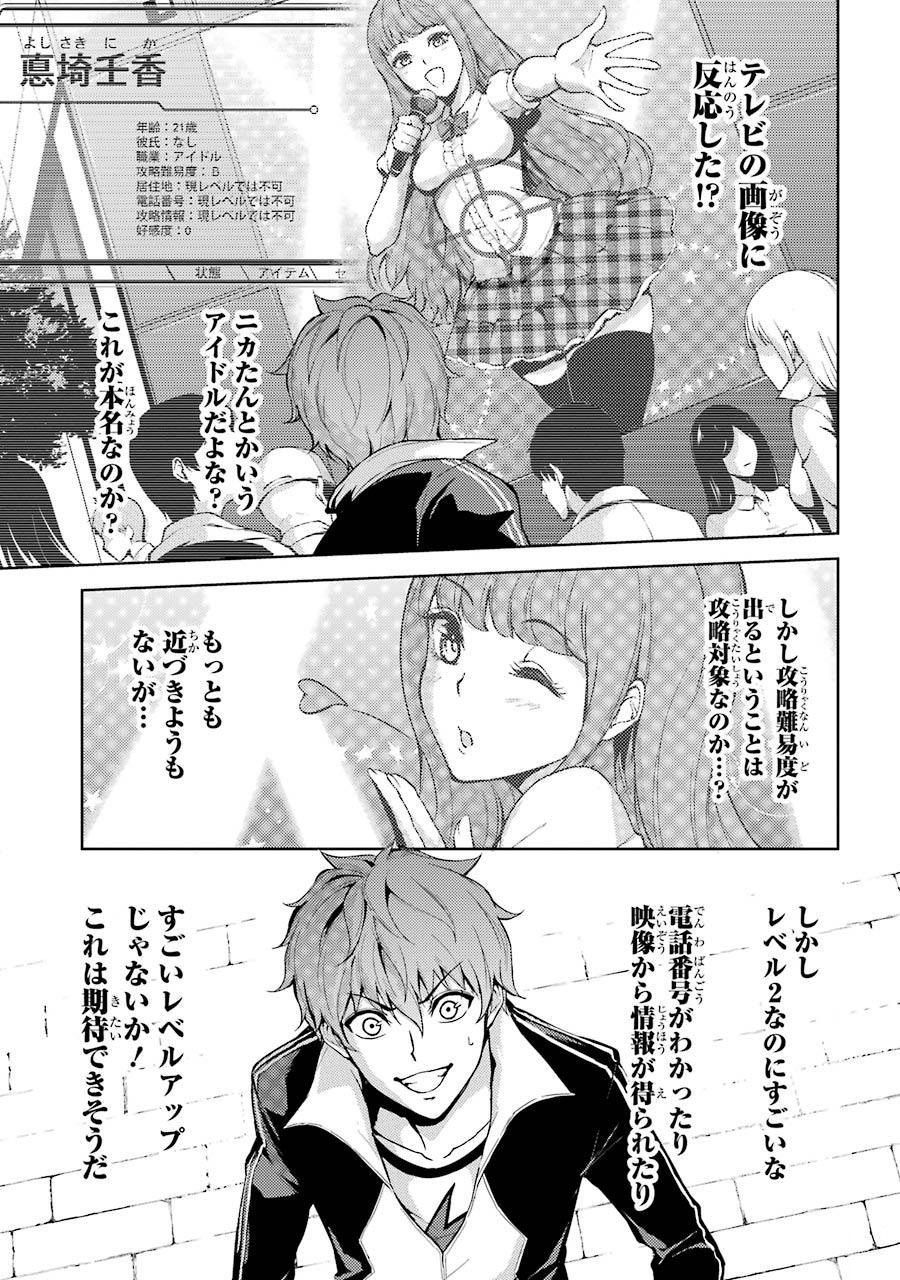 テレビの画像に
反応した!?
よしさきにか
悳埼壬香
年齢：21歳
彼氏：なし
職業：アイドル
攻略難易度：B
居住地：現レベルでは不可
電話番号：現レベルでは不可
攻略情報：現レベルでは不可
好感度：0
状態 アイテム セ
ニカたんとかいう
アイドルだよな？
これが本名なのか？
しかし攻略難易度が
出るということは
攻略対象なのか…？
もっとも
近づきようも
ないが…
しかし
レベル2なのにすごいな
電話番号がわかったり
映像から情報が得られたり
すごいレベルアップ
じゃないか！
これは期待できそうだ